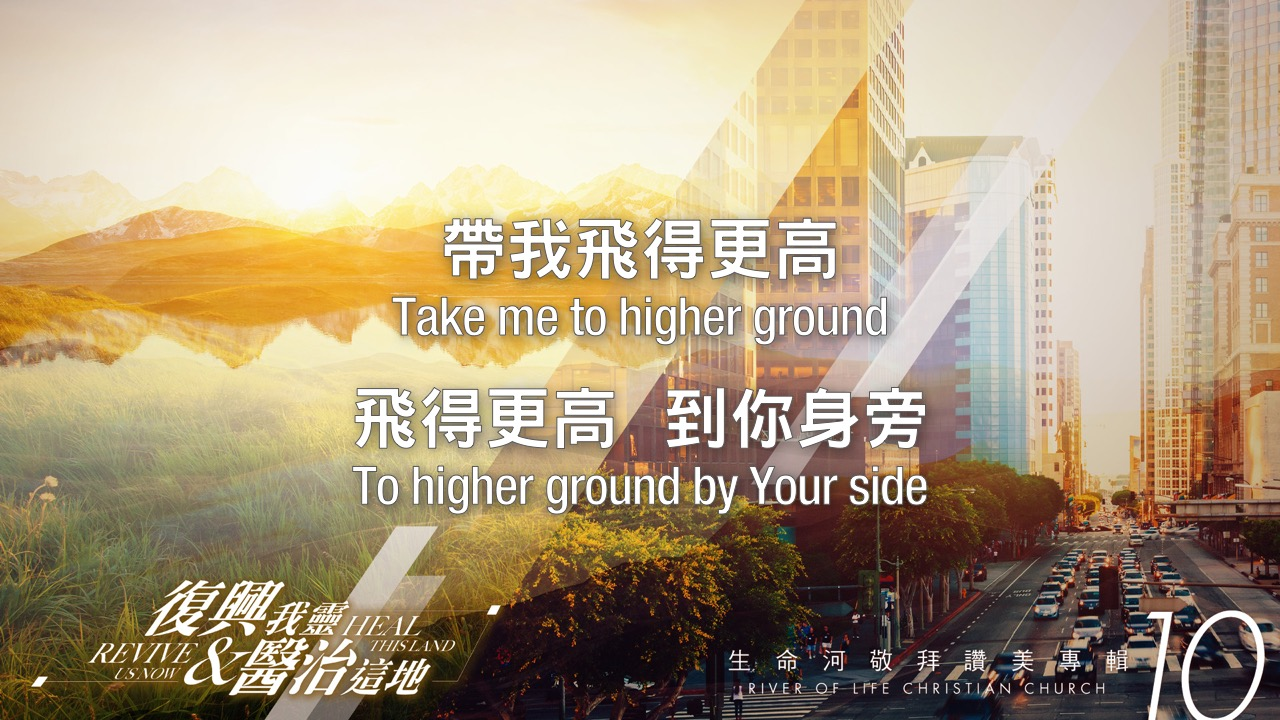 帶我飛得更高
Take me to higher ground
飛得更高 到你身旁
To higher ground by Your side
復興我靈 HEAL THIS LAND
REVIVE US NOW & 醫治這地
生命河敬拜讚美專輯 10
RIVER OF LIFE CHRISTIAN CHURCH